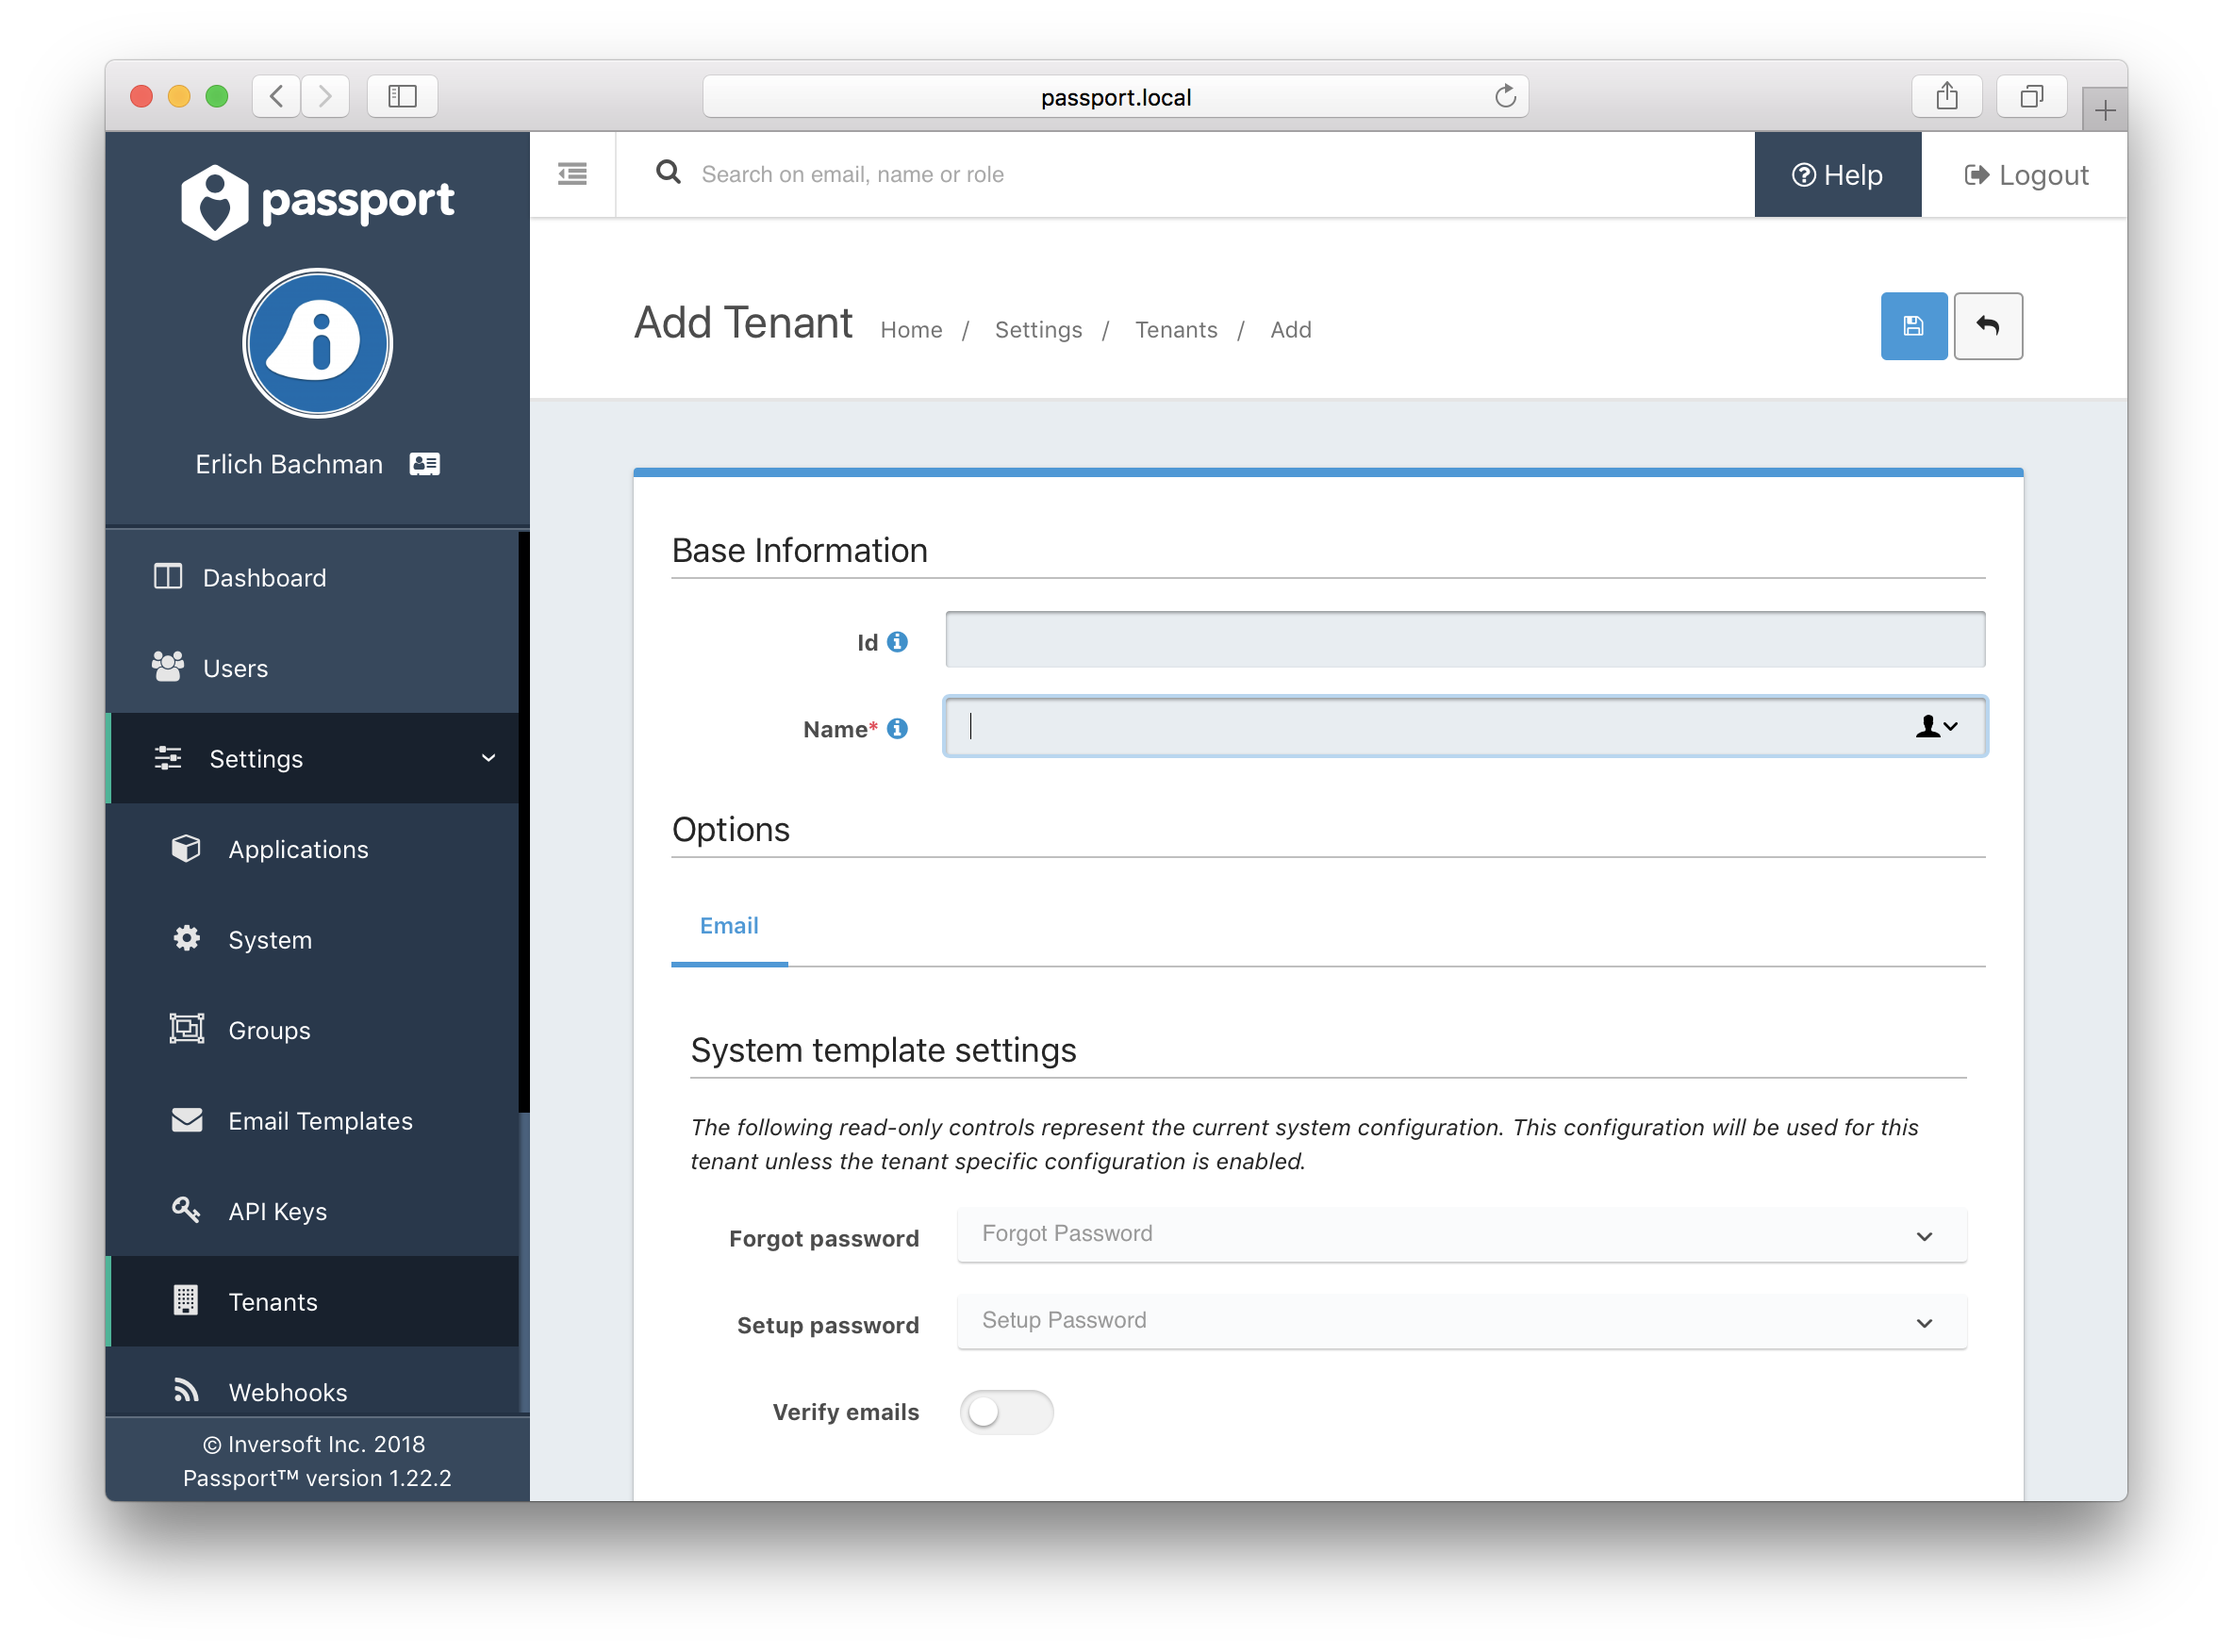 passport.local
passport
Search on email, name or role
Help
Logout
Add Tenant
Home / Settings / Tenants / Add
Erlich Bachman
Dashboard
Users
Settings
Applications
System
Groups
Email Templates
API Keys
Tenants
Webhooks
© Inversoft Inc. 2018
Passport™ version 1.22.2
Base Information
Id
Name*
Options
Email
System template settings
The following read-only controls represent the current system configuration. This configuration will be used for this
tenant unless the tenant specific configuration is enabled.
Forgot password Forgot Password
Setup password Setup Password
Verify emails